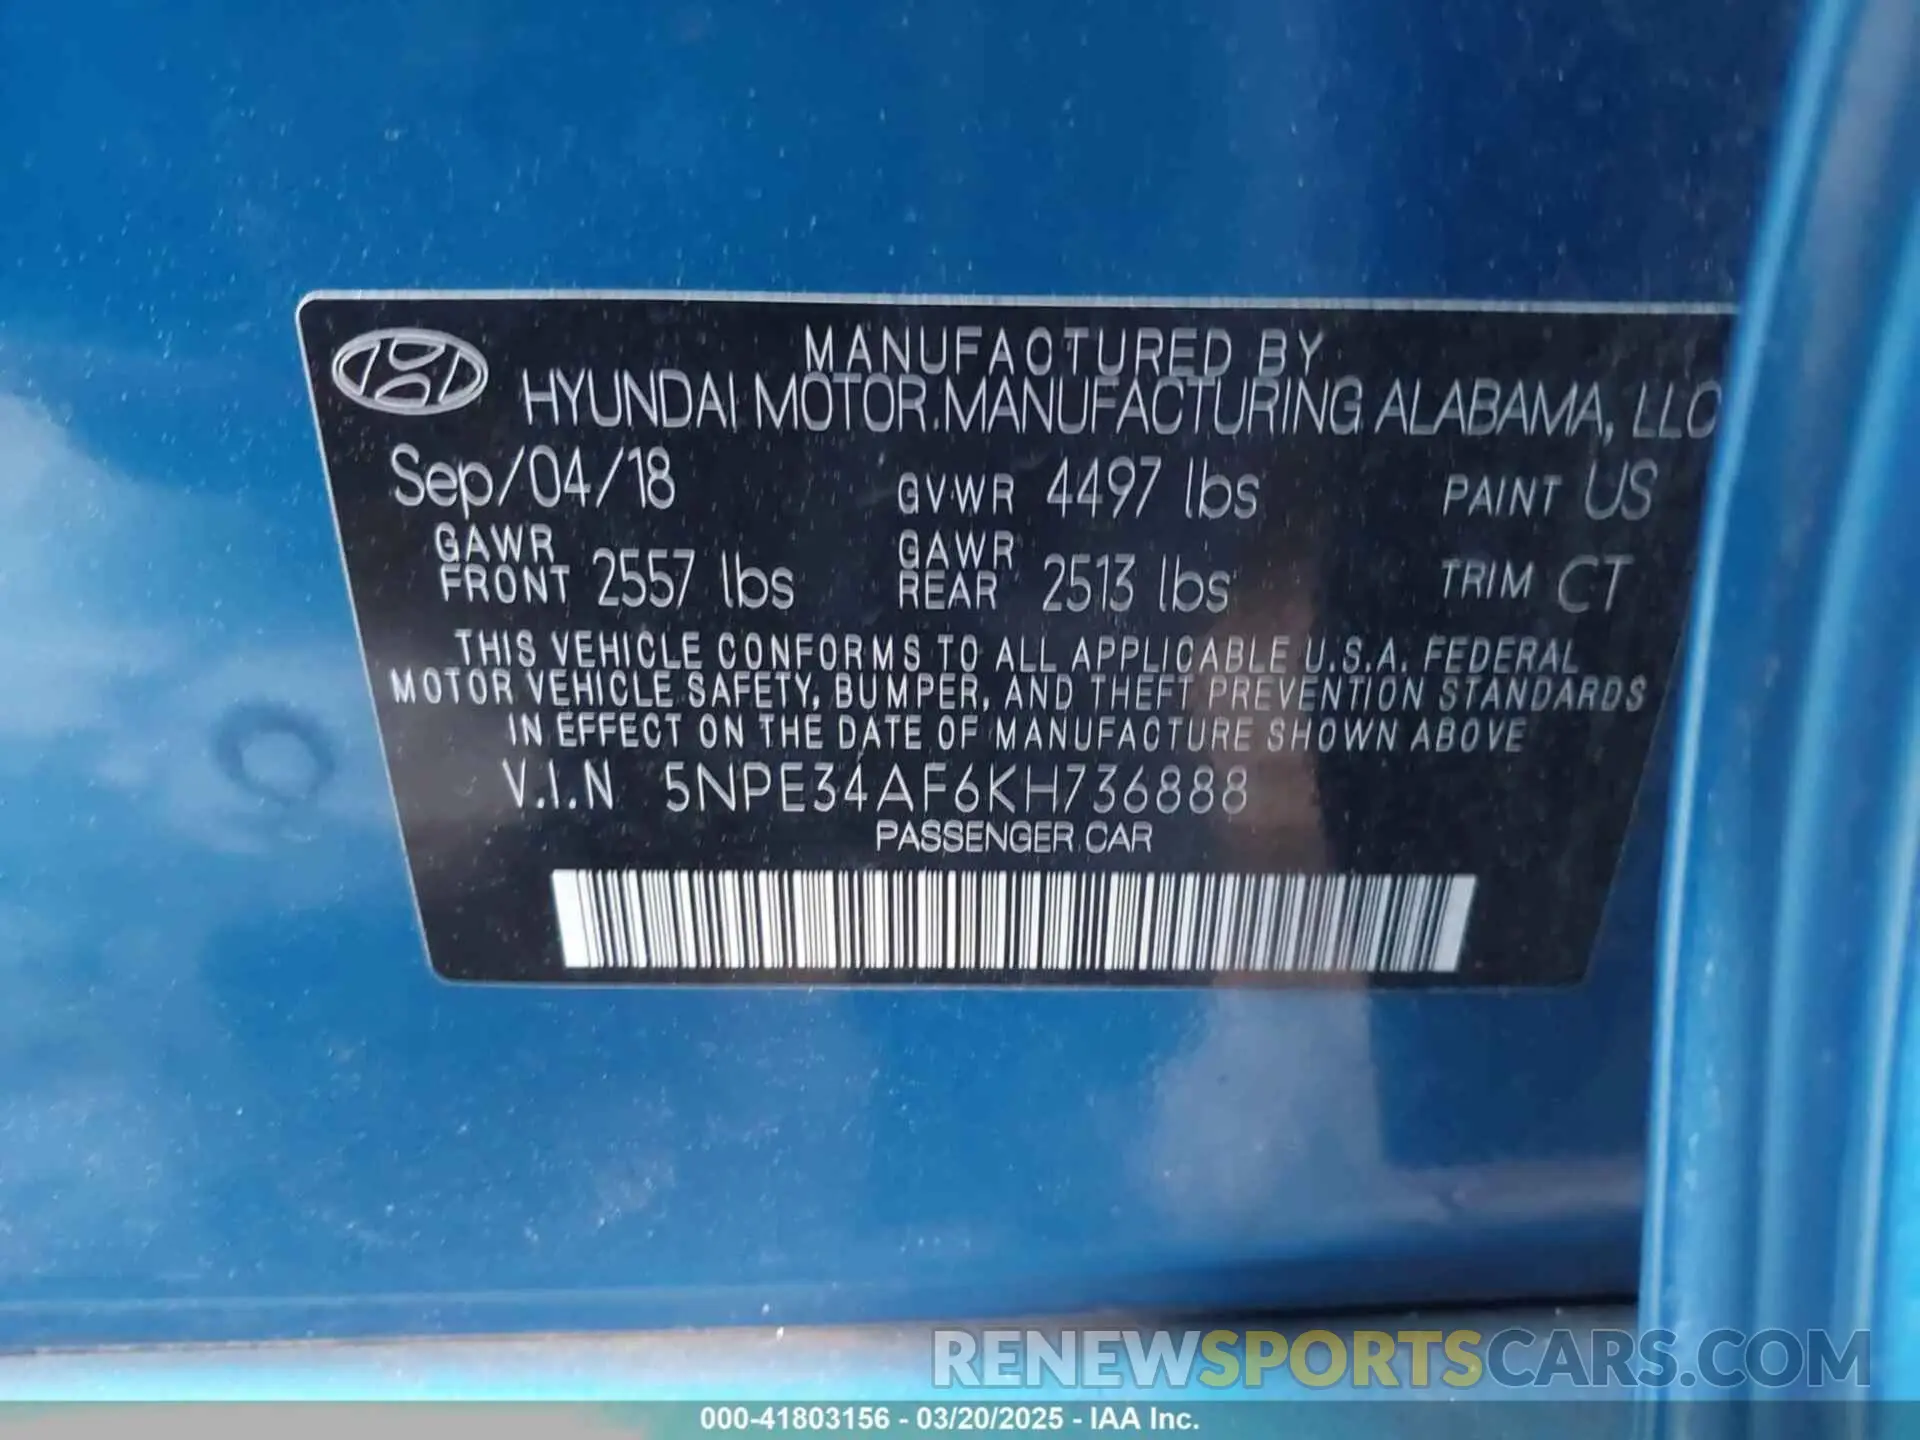 MANUFACTURED BY
HYUNDAI MOTOR MANUFACTURING ALABAMA, LLC
Sep/04/18 GVWR 4497 lbs PAINT US
GAWR FRONT 2557 lbs GAWR REAR 2513 lbs TRIM CT
THIS VEHICLE CONFORMS TO ALL APPLICABLE U.S.A. FEDERAL
MOTOR VEHICLE SAFETY, BUMPER, AND THEFT PREVENTION STANDARDS
IN EFFECT ON THE DATE OF MANUFACTURE SHOWN ABOVE
V.I.N 5NPE34AF6KH736888
PASSENGER CAR
RENEWSPORTSCARS.COM
000-41803156 - 03/20/2025 - IAA Inc.